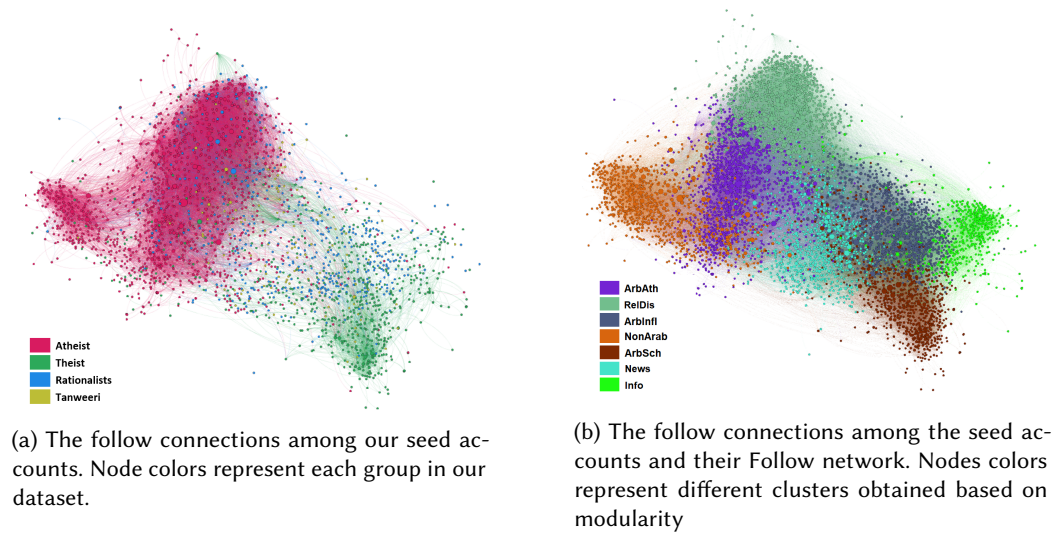 Atheist
Theist
Rationalists
Tanweeri
(a) The follow connections among our seed ac-
counts. Node colors represent each group in our
dataset.
ArbAth
RelDis
ArbInfl
NonArab
ArbSch
News
Info
(b) The follow connections among the seed ac-
counts and their Follow network. Nodes colors
represent different clusters obtained based on
modularity